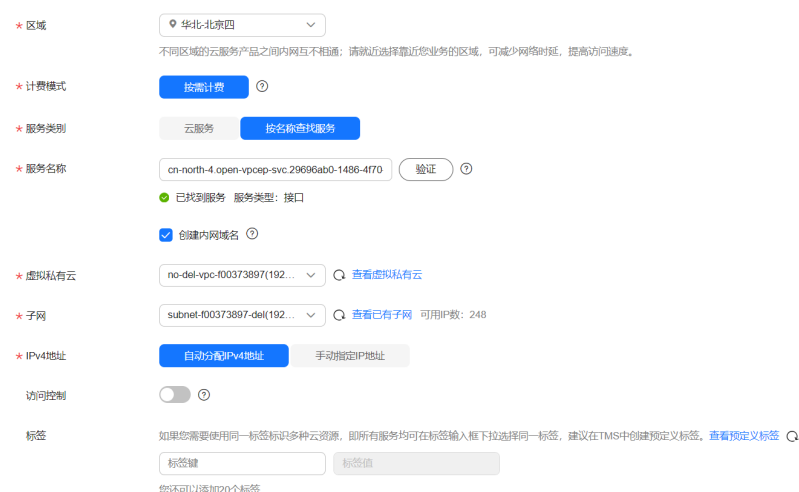 * 区域 华北-北京四
不同区域的云服务产品之间内网互不相通；请就近选择靠近您业务的区域，可减少网络时延，提高访问速度。
* 计费模式 按需计费 ?
* 服务类别 云服务 按名称查找服务
* 服务名称 cn-north-4.open-vpcep-svc.29696ab0-1486-4f70- 验证 ?
已找到服务 服务类型：接口
创建内网域名 ?
* 虚拟私有云 no-del-vpc-f00373897(192... 查看虚拟私有云
* 子网 subnet-f00373897-del(192... 查看已有子网 可用IP数：248
* IPv4地址 自动分配IPv4地址 手动指定IP地址
访问控制 ?
标签 如果您需要使用同一标签标识多种云资源，即所有服务均可在标签输入框下拉选择同一标签，建议在TMS中创建预定义标签。查看预定义标签
标签键 标签值
您还可以添加20个标签